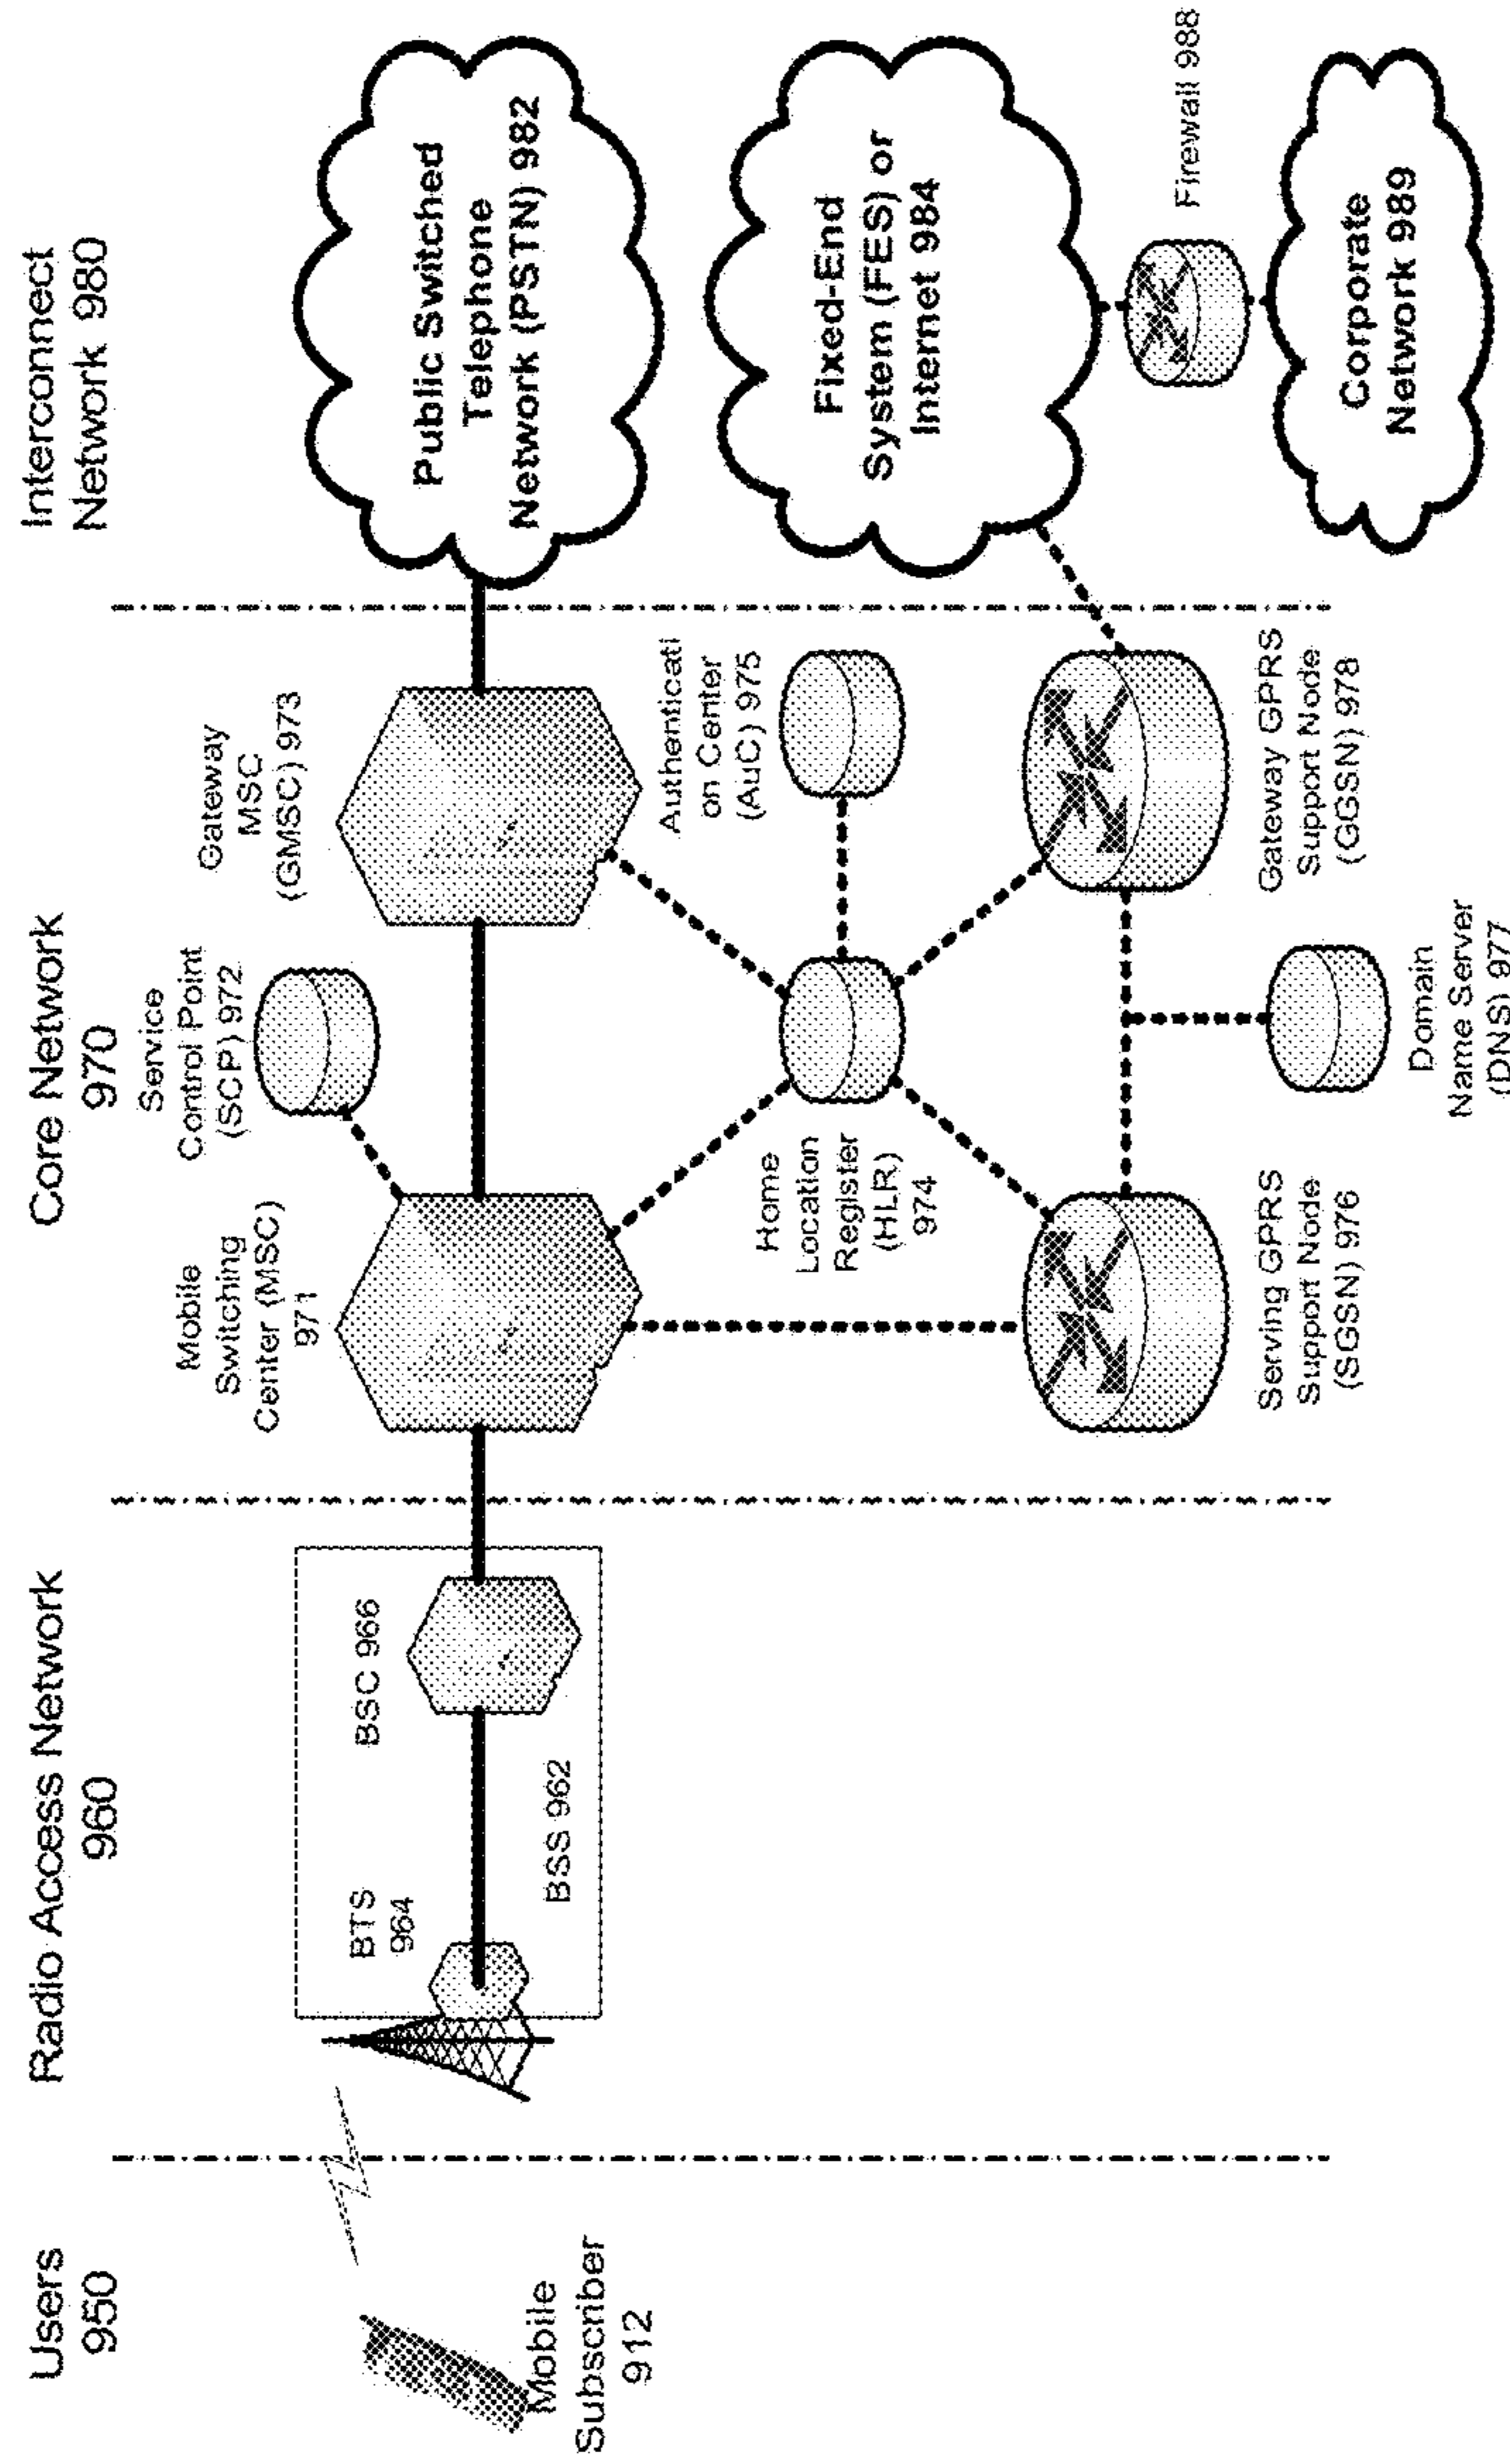 Users
950
Radio Access Network
960
Core Network
970
Interconnect
Network 980
Mobile
Subscriber
912
BTS
964
BSC 966
BSS 962
Mobile
Switching
Center (MSC)
971
Service
Control Point
(SCP) 972
Gateway
MSC
(GMSC) 973
Home
Location
Register
(HLR)
974
Authenticati
on Center
(AuC) 975
Serving GPRS
Support Node
(SGSN) 976
Domain
Name Server
(DNS) 977
Gateway GPRS
Support Node
(GGSN) 978
Public Switched
Telephone
Network (PSTN) 982
Fixed-End
System (FES) or
Internet 984
Firewall 988
Corporate
Network 989